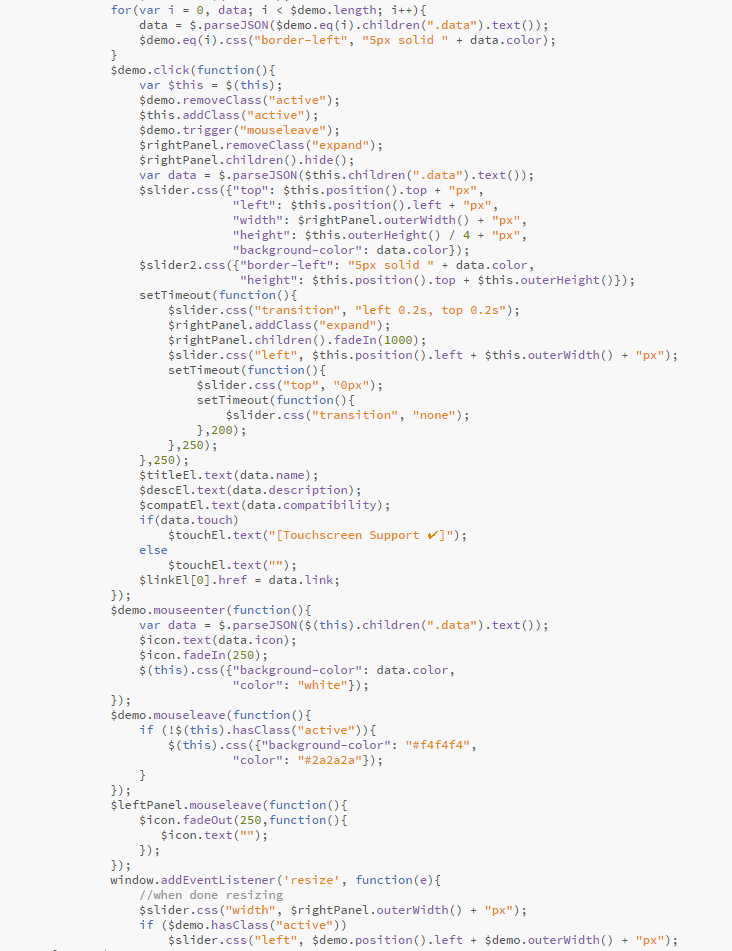 for(var i = 0, data; i < $demo.length; i++){
data = $.parseJSON($demo.eq(i).children(".data").text());
$demo.eq(i).css("border-left", "5px solid " + data.color);
}
$demo.click(function(){
var $this = $(this);
$demo.removeClass("active");
$this.addClass("active");
$demo.trigger("mouseleave");
$rightPanel.removeClass("expand");
$rightPanel.children().hide();
var data = $.parseJSON($this.children(".data").text());
$slider.css({"top": $this.position().top + "px",
"left": $this.position().left + "px",
"width": $rightPanel.outerWidth() + "px",
"height": $this.outerHeight() / 4 + "px",
"background-color": data.color});
$slider2.css({"border-left": "5px solid " + data.color,
"height": $this.position().top + $this.outerHeight()});
setTimeout(function(){
$slider.css("transition", "left 0.2s, top 0.2s");
$rightPanel.addClass("expand");
$rightPanel.children().fadeIn(1000);
$slider.css("left", $this.position().left + $this.outerWidth() + "px");
setTimeout(function(){
$slider.css("top", "0px");
setTimeout(function(){
$slider.css("transition", "none");
},200);
},250);
},250);
$titleEl.text(data.name);
$descEl.text(data.description);
$compatEl.text(data.compatibility);
if(data.touch)
$touchEl.text("[Touchscreen Support ✔]");
else
$touchEl.text("");
$linkEl[0].href = data.link;
});
$demo.mouseenter(function(){
var data = $.parseJSON($(this).children(".data").text());
$icon.text(data.icon);
$icon.fadeIn(250);
$(this).css({"background-color": data.color,
"color": "white"});
});
$demo.mouseleave(function(){
if (!$(this).hasClass("active")){
$(this).css({"background-color": "#f4f4f4",
"color": "#2a2a2a"});
}
});
$leftPanel.mouseleave(function(){
$icon.fadeOut(250,function(){
$icon.text("");
});
});
window.addEventListener('resize', function(e){
//when done resizing
$slider.css("width", $rightPanel.outerWidth() + "px");
if ($demo.hasClass("active"))
$slider.css("left", $demo.position().left + $demo.outerWidth() + "px");